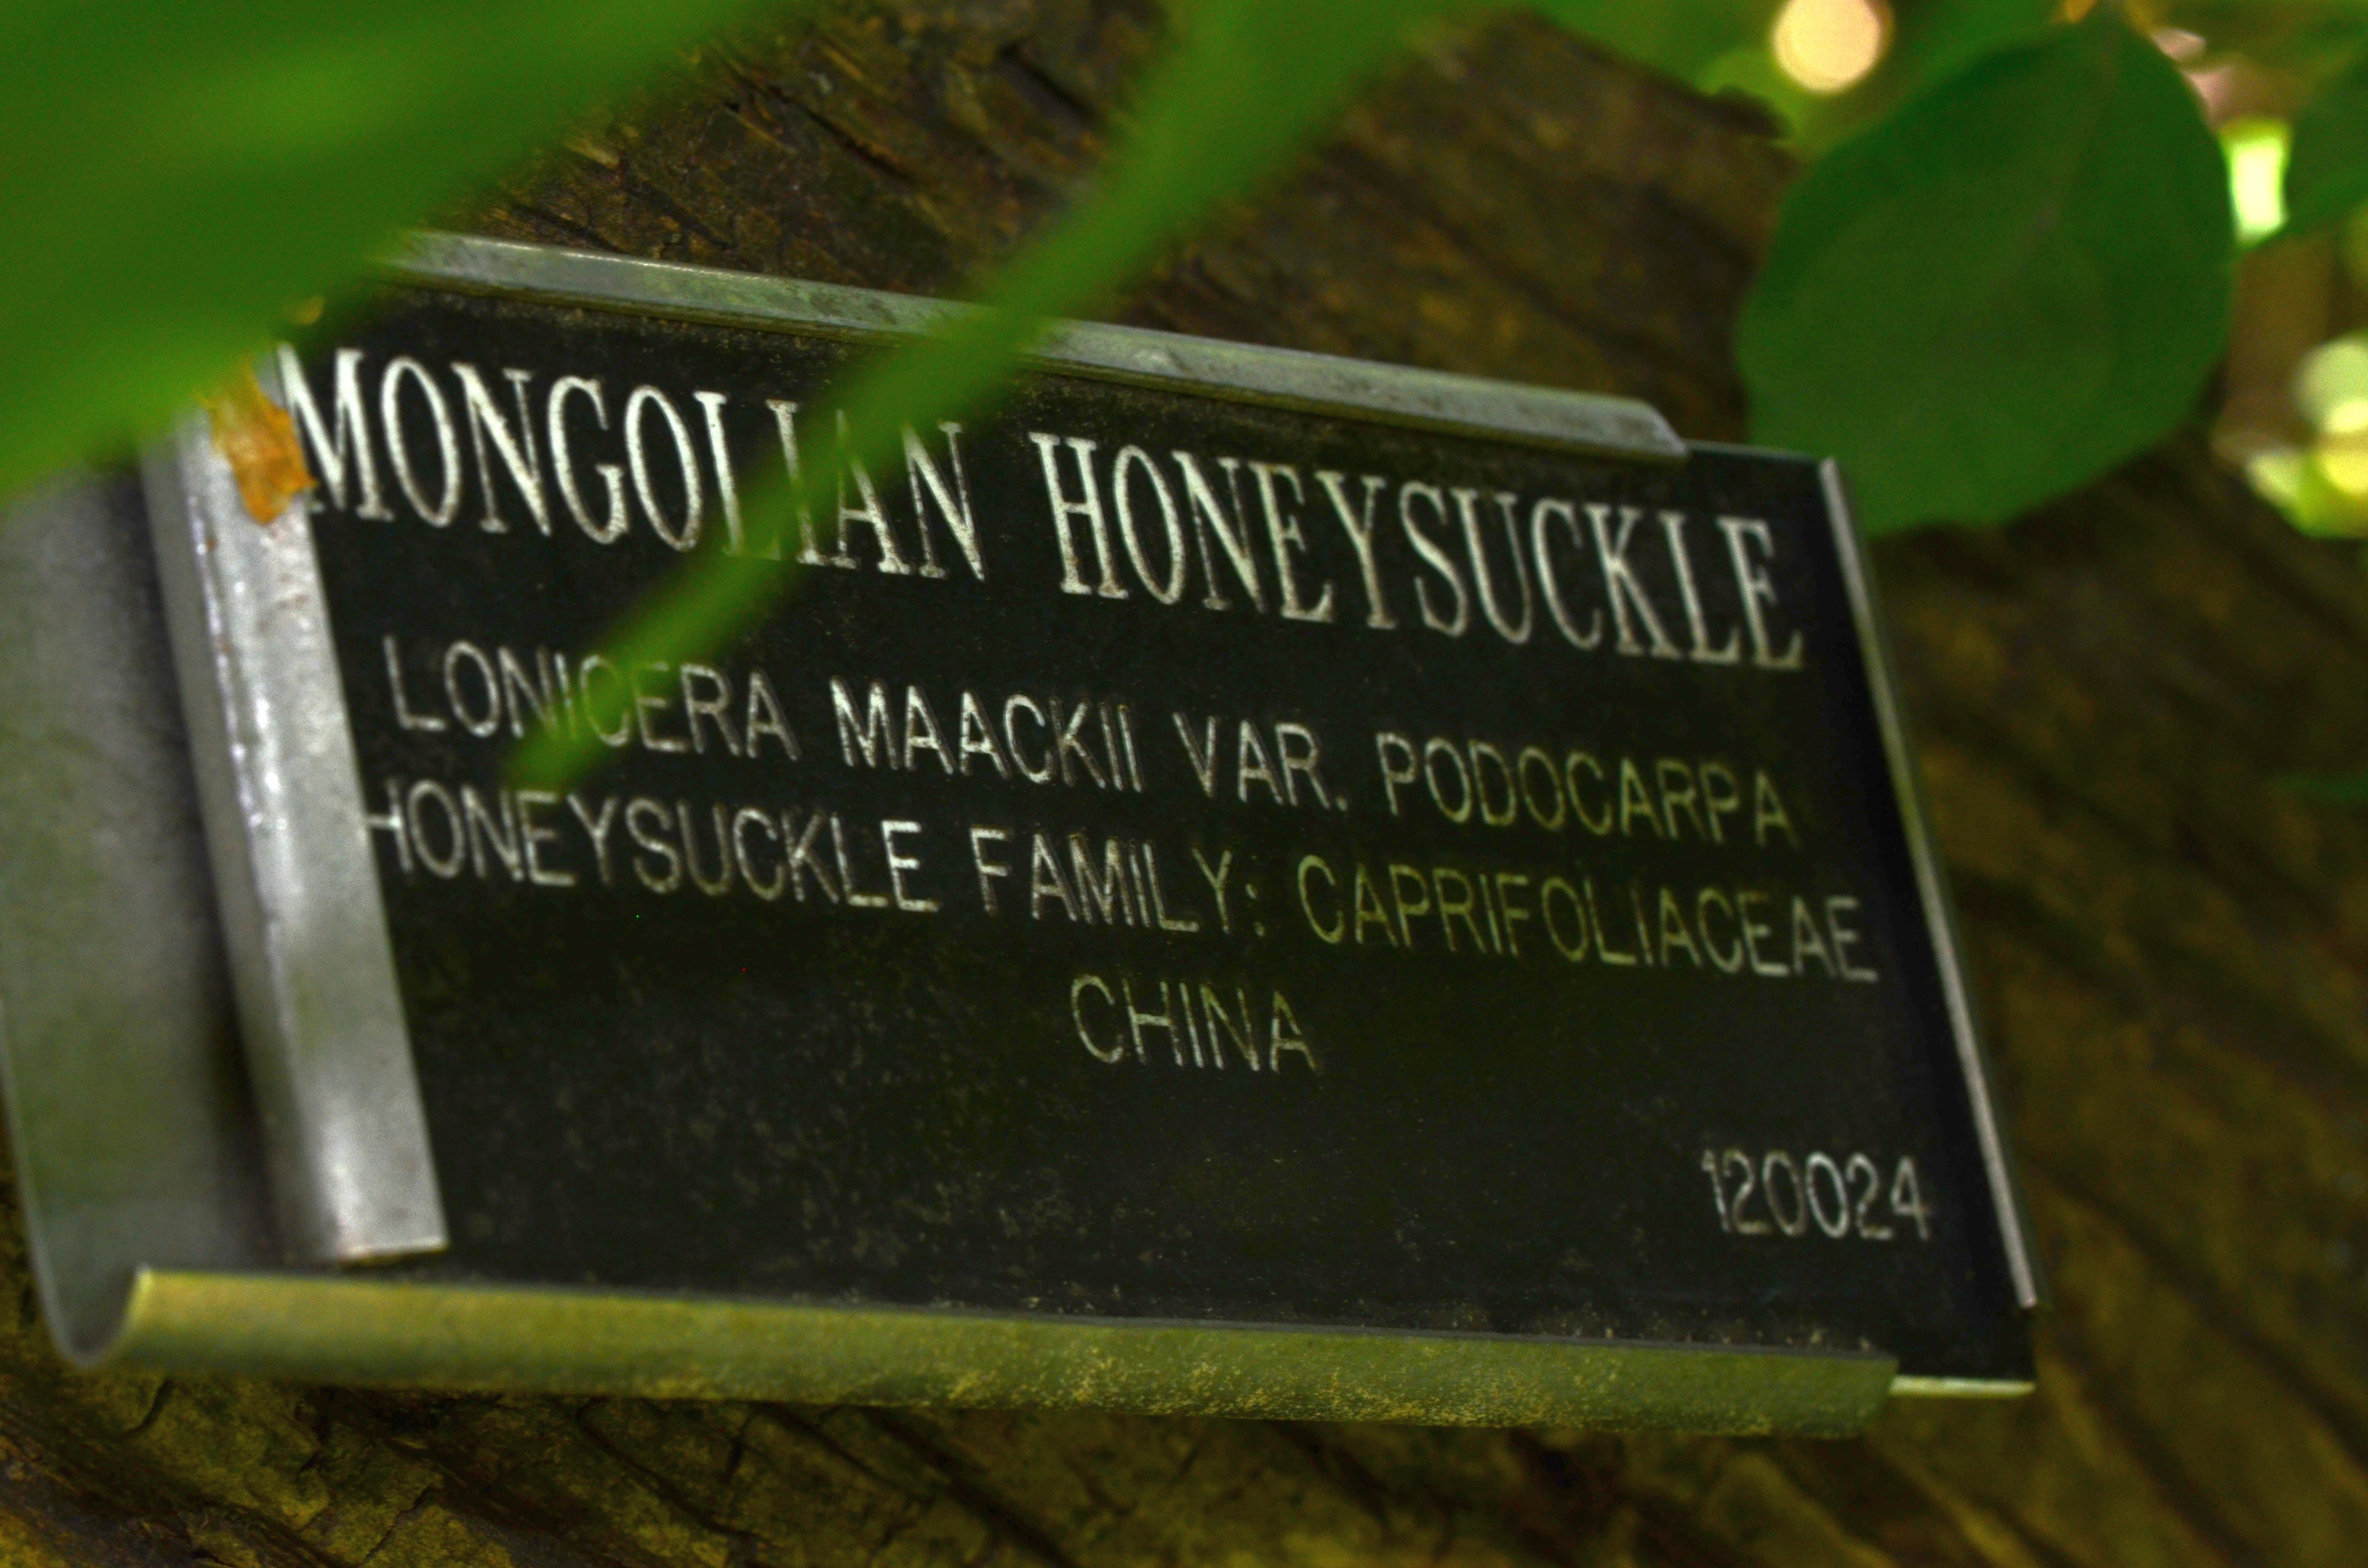 MONGOLIAN HONEYSUCKLE
LONICERA MAACKII VAR. PODOCARPA
HONEYSUCKLE FAMILY: CAPRIFOLIACEAE
CHINA
120024